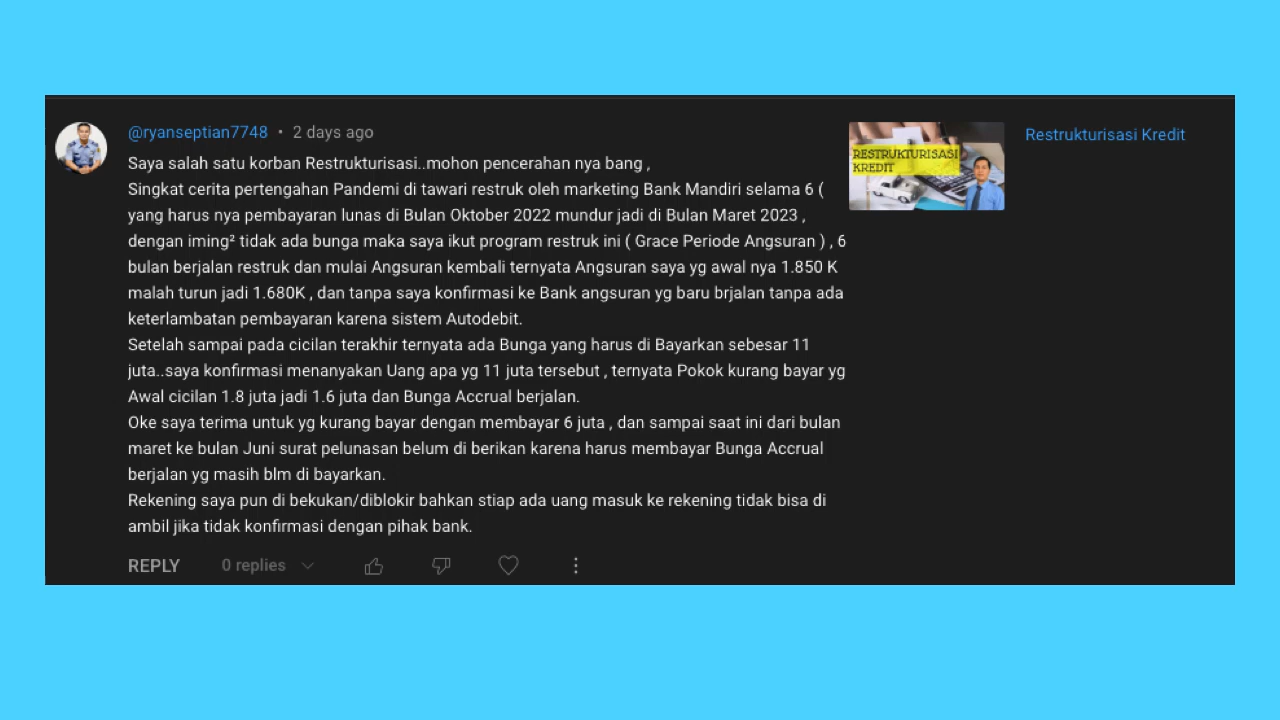 @ryanseptian7748 • 2 days ago
Saya salah satu korban Restrukturisasi..mohon pencerahan nya bang ,
Singkat cerita pertengahan Pandemi di tawari restruk oleh marketing Bank Mandiri selama 6 (
yang harus nya pembayaran lunas di Bulan Oktober 2022 mundur jadi di Bulan Maret 2023 ,
dengan iming² tidak ada bunga maka saya ikut program restruk ini ( Grace Periode Angsuran ) , 6
bulan berjalan restruk dan mulai Angsuran kembali ternyata Angsuran saya yg awal nya 1.850 K
malah turun jadi 1.680K , dan tanpa saya konfirmasi ke Bank angsuran yg baru brjalan tanpa ada
keterlambatan pembayaran karena sistem Autodebit.
Setelah sampai pada cicilan terakhir ternyata ada Bunga yang harus di Bayarkan sebesar 11
juta..saya konfirmasi menanyakan Uang apa yg 11 juta tersebut , ternyata Pokok kurang bayar yg
Awal cicilan 1.8 juta jadi 1.6 juta dan Bunga Accrual berjalan.
Oke saya terima untuk yg kurang bayar dengan membayar 6 juta , dan sampai saat ini dari bulan
maret ke bulan Juni surat pelunasan belum di berikan karena harus membayar Bunga Accrual
berjalan yg masih blm di bayarkan.
Rekening saya pun di bekukan/diblokir bahkan stiap ada uang masuk ke rekening tidak bisa di
ambil jika tidak konfirmasi dengan pihak bank.
REPLY 0 replies
RESTRUKTURISASI
KREDIT
Restrukturisasi Kredit